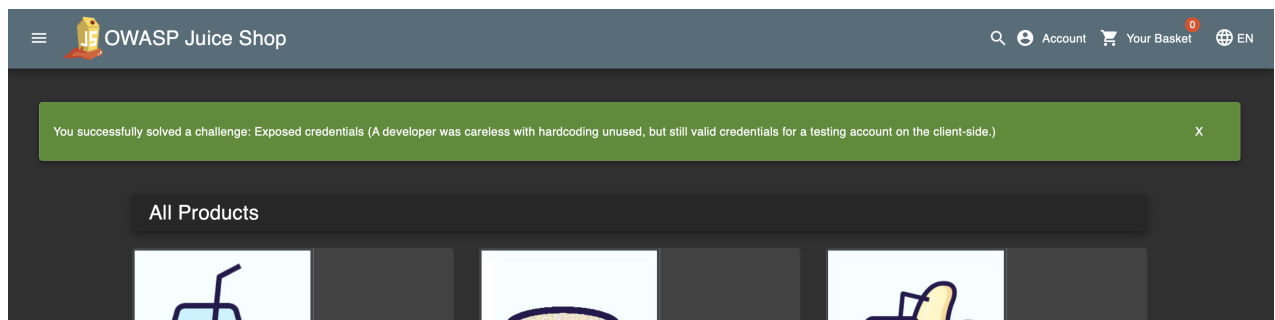 JS OWASP Juice Shop
Account
0
Your Basket
EN
You successfully solved a challenge: Exposed credentials (A developer was careless with hardcoding unused, but still valid credentials for a testing account on the client-side.)
X
All Products